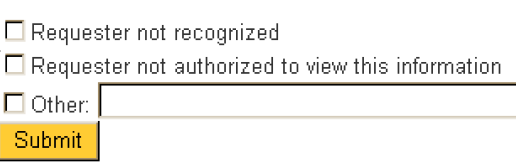 Requester not recognized
Requester not authorized to view this information
Other:
Submit